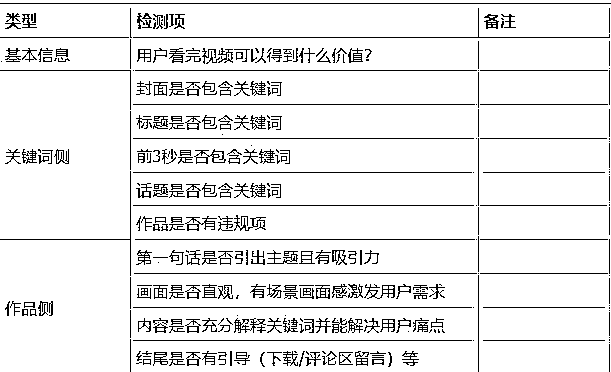 类型 检测项 备注
基本信息 用户看完视频可以得到什么价值？
封面是否包含关键词
标题是否包含关键词
关键词侧 前3秒是否包含关键词
话题是否包含关键词
作品是否有违规项
第一句话是否引出主题且有吸引力
画面是否直观，有场景画面感激发用户需求
作品侧
内容是否充分解释关键词并能解决用户痛点
结尾是否有引导（下载/评论区留言）等